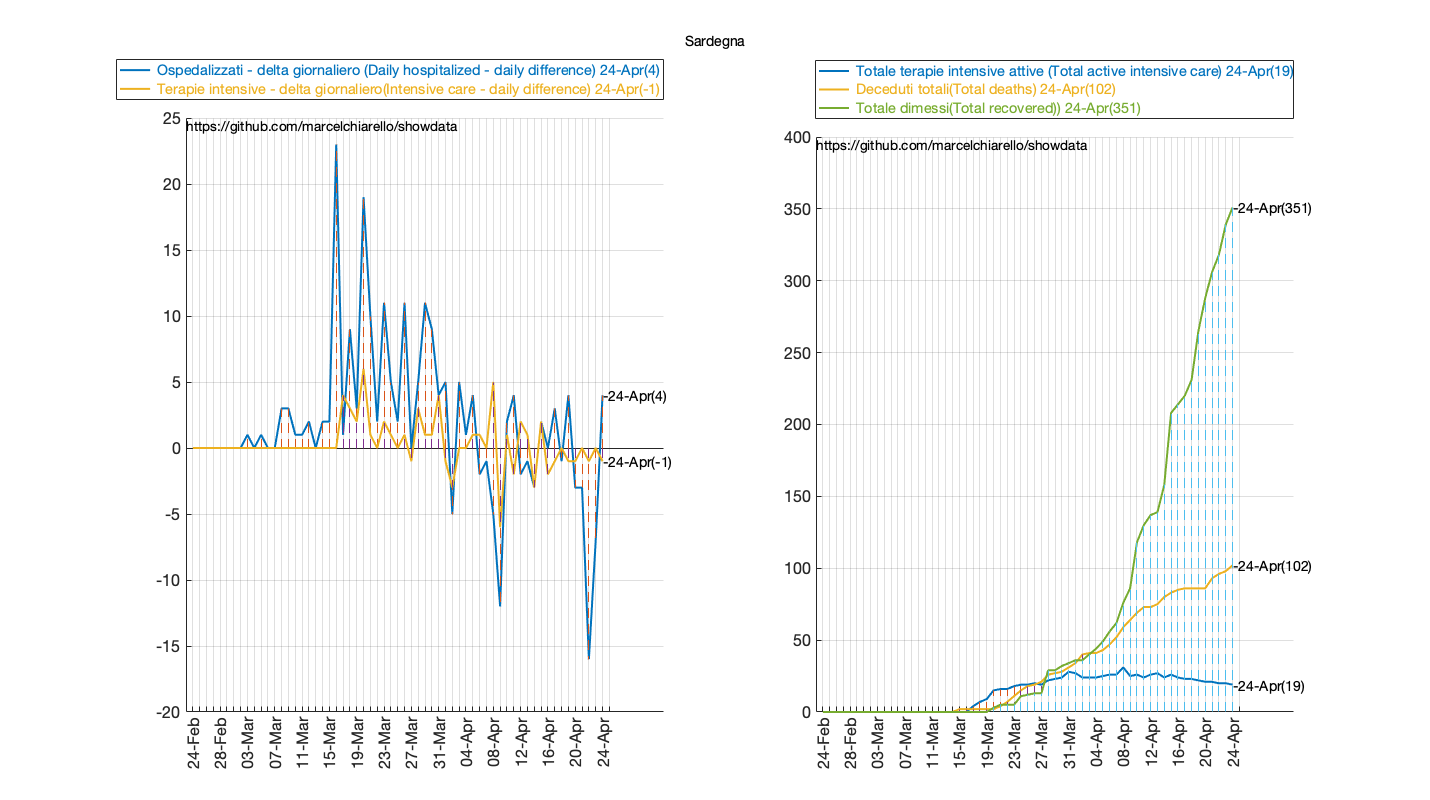 Sardegna
Ospedalizzati - delta giornaliero (Daily hospitalized - daily difference) 24-Apr(4)
Terapie intensive - delta giornaliero(Intensive care - daily difference) 24-Apr(-1)
https://github.com/marcelchiarello/showdata
25
20
15
10
5
0
-5
-10
-15
-20
-24-Apr(4)
-24-Apr(-1)
24-Feb
28-Feb
03-Mar
07-Mar
11-Mar
15-Mar
19-Mar
23-Mar
27-Mar
31-Mar
04-Apr
08-Apr
12-Apr
16-Apr
20-Apr
24-Apr
Totale terapie intensive attive (Total active intensive care) 24-Apr(19)
Deceduti totali(Total deaths) 24-Apr(102)
Totale dimessi(Total recovered)) 24-Apr(351)
https://github.com/marcelchiarello/showdata
400
350
300
250
200
150
100
50
0
-24-Apr(351)
-24-Apr(102)
-24-Apr(19)
24-Feb
28-Feb
03-Mar
07-Mar
11-Mar
15-Mar
19-Mar
23-Mar
27-Mar
31-Mar
04-Apr
08-Apr
12-Apr
16-Apr
20-Apr
24-Apr